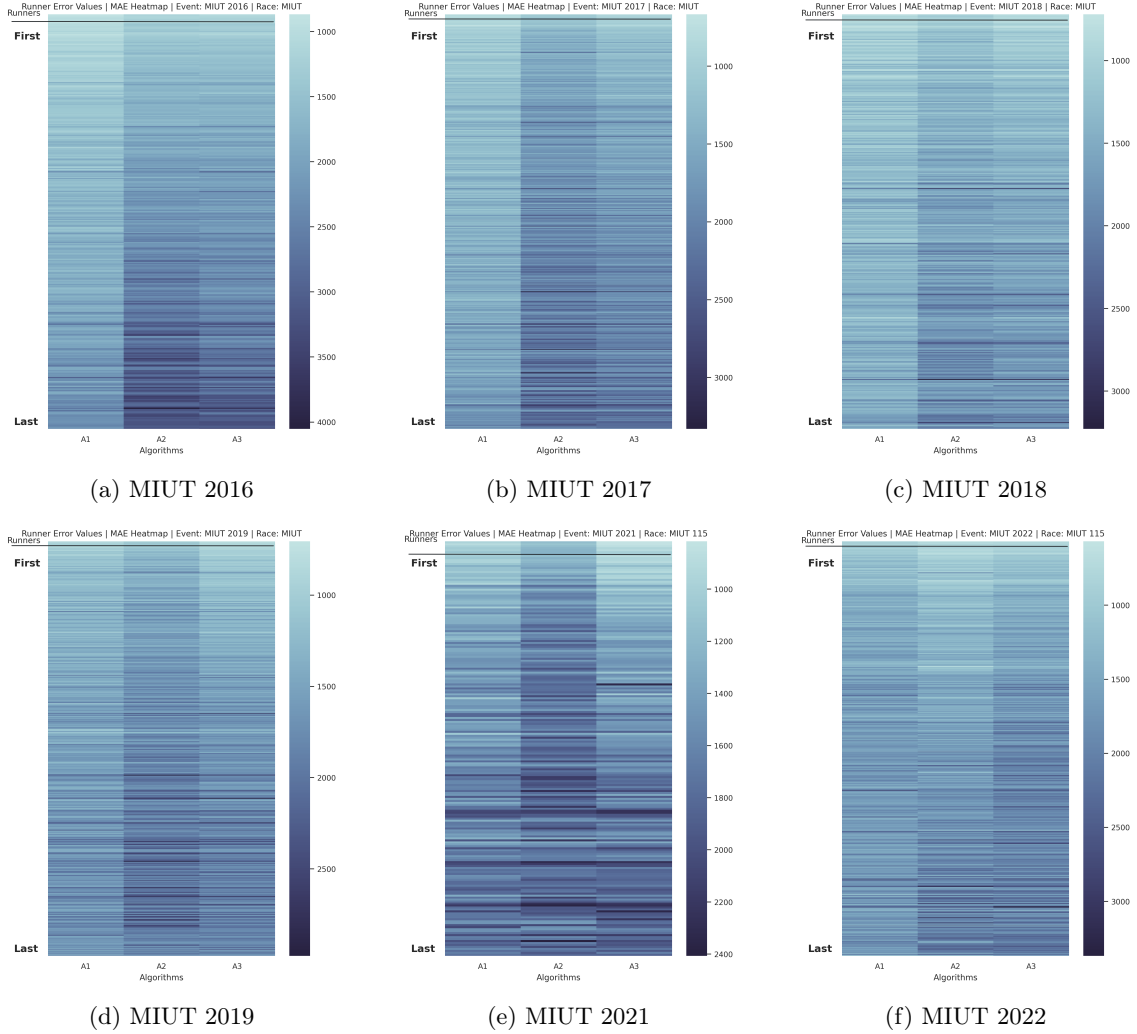 Runner Error Values | MAE Heatmap | Event: MIUT 2016 | Race: MIUT
Runners
First
Last
A1 A2 A3
Algorithms
1000
1500
2000
2500
3000
3500
4000
(a) MIUT 2016
Runner Error Values | MAE Heatmap | Event: MIUT 2017 | Race: MIUT
Runners
First
Last
A1 A2 A3
Algorithms
1000
1500
2000
2500
3000
(b) MIUT 2017
Runner Error Values | MAE Heatmap | Event: MIUT 2018 | Race: MIUT
Runners
First
Last
A1 A2 A3
Algorithms
1000
1500
2000
2500
3000
(c) MIUT 2018
Runner Error Values | MAE Heatmap | Event: MIUT 2019 | Race: MIUT
Runners
First
Last
A1 A2 A3
Algorithms
1000
1500
2000
2500
(d) MIUT 2019
Runner Error Values | MAE Heatmap | Event: MIUT 2021 | Race: MIUT 115
Runners
First
Last
A1 A2 A3
Algorithms
1000
1200
1400
1600
1800
2000
2200
2400
(e) MIUT 2021
Runner Error Values | MAE Heatmap | Event: MIUT 2022 | Race: MIUT 115
Runners
First
Last
A1 A2 A3
Algorithms
1000
1500
2000
2500
3000
(f) MIUT 2022